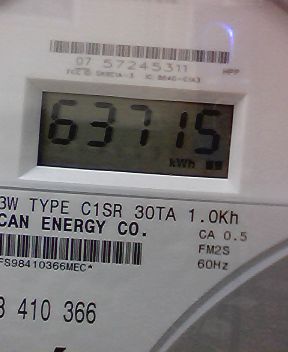 07 57245311
63715
kWh
3W TYPE C1SR 30TA 1.0Kh
CAN ENERGY CO.
CA 0.5
FM2S
60Hz
FS98410366MEC*
410 366